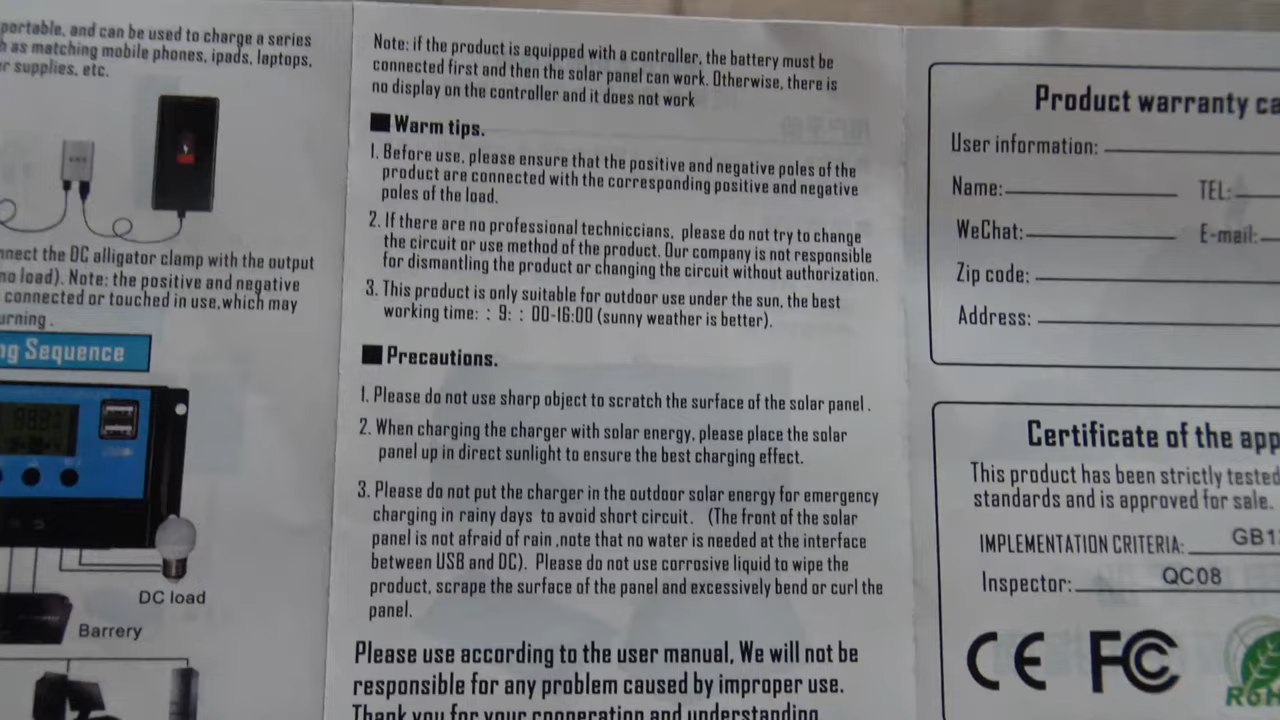 portable, and can be used to charge a series
as matching mobile phones, ipads, laptops,
supplies, etc.
the DC alligator clamp with the output
no load). Note: the positive and negative
connected or touched in use,which may
Sequence
DC load
Barrery
Note: if the product is equipped with a controller, the battery must be
connected first and then the solar panel can work. Otherwise, there is
no display on the controller and it does not work
Warm tips.
1. Before use, please ensure that the positive and negative poles of the
product are connected with the corresponding positive and negative
poles of the load.
2. If there are no professional techniccians, please do not try to change
the circuit or use method of the product. Our company is not responsible
for dismantling the product or changing the circuit without authorization.
3. This product is only suitable for outdoor use under the sun, the best
working time: : 9: : 00-16:00 (sunny weather is better).
Precautions.
1. Please do not use sharp object to scratch the surface of the solar panel .
2. When charging the charger with solar energy, please place the solar
panel up in direct sunlight to ensure the best charging effect.
3. Please do not put the charger in the outdoor solar energy for emergency
charging in rainy days to avoid short circuit. (The front of the solar
panel is not afraid of rain ,note that no water is needed at the interface
between USB and DC). Please do not use corrosive liquid to wipe the
product, scrape the surface of the panel and excessively bend or curl the
panel.
Please use according to the user manual, We will not be
responsible for any problem caused by improper use.
Thank you for your cooperation and understanding
Product warranty
User information:
Name: TEL:
WeChat: E-mail:
Zip code:
Address:
Certificate of the
This product has been strictly tested
standards and is approved for sale.
IMPLEMENTATION CRITERIA: GB1
Inspector: QC08
CE FC
RoH